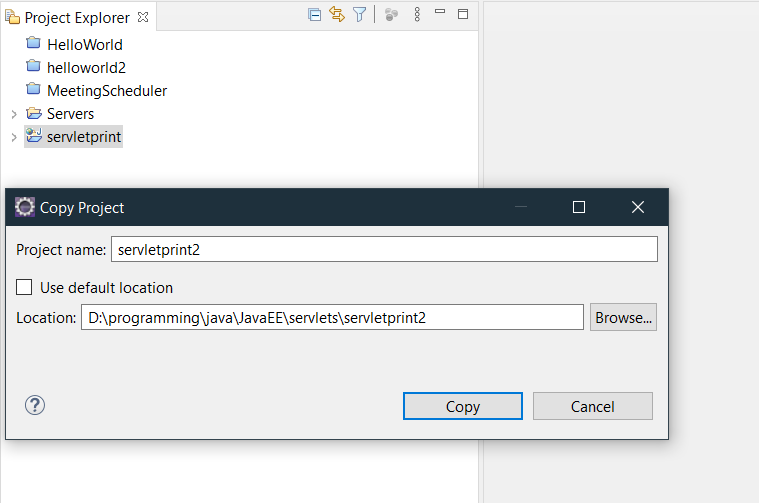 Project Explorer
HelloWorld
helloworld2
MeetingScheduler
Servers
servletprint
Copy Project
Project name: servletprint2
Use default location
Location: D:\programming\java\JavaEE\servlets\servletprint2 Browse...
? Copy Cancel